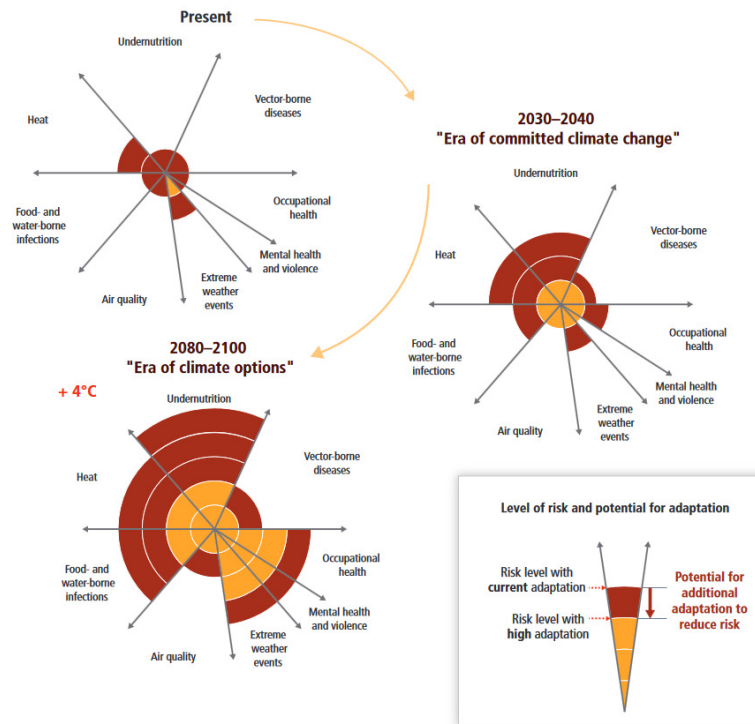 Present
Undernutrition
Vector-borne
diseases
Heat
Occupational
health
Food- and
water-borne
infections
Mental health
and violence
Air quality
Extreme
weather
events
2030–2040
"Era of committed climate change"
Undernutrition
Vector-borne
diseases
Heat
Occupational
health
Food- and
water-borne
infections
Mental health
and violence
Air quality
Extreme
weather
events
2080–2100
"Era of climate options"
+ 4°C
Undernutrition
Vector-borne
diseases
Heat
Occupational
health
Food- and
water-borne
infections
Mental health
and violence
Air quality
Extreme
weather
events
Level of risk and potential for adaptation
Risk level with
current adaptation
Risk level with
high adaptation
Potential for
additional
adaptation to
reduce risk